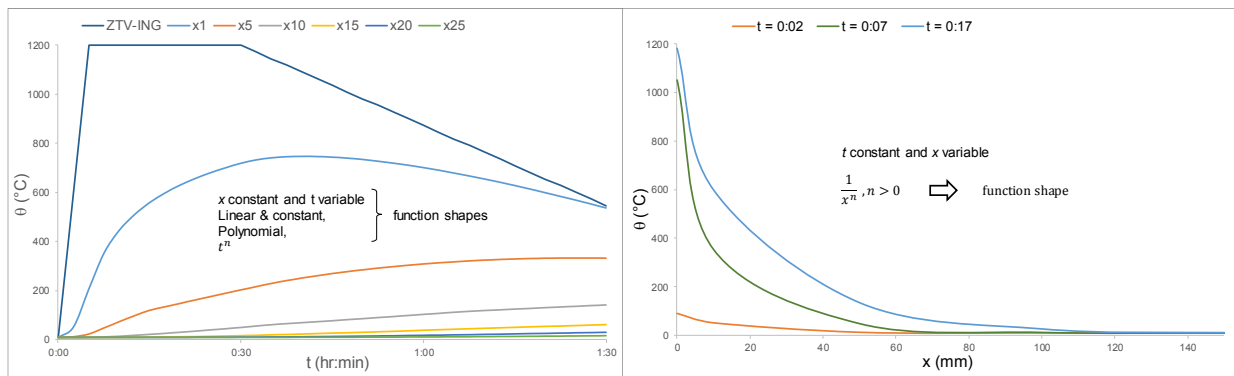 ZTV-ING x1 x5 x10 x15 x20 x25
1200
1000
800
600
400
200
0
θ (°C)
x constant and t variable
Linear & constant,
Polynomial,
t^n
function shapes
0:00 0:30 1:00 1:30
t (hr:min)
t = 0:02 t = 0:07 t = 0:17
1200
1000
800
600
400
200
0
θ (°C)
t constant and x variable
1/x^n , n > 0 function shape
0 20 40 60 80 100 120 140
x (mm)